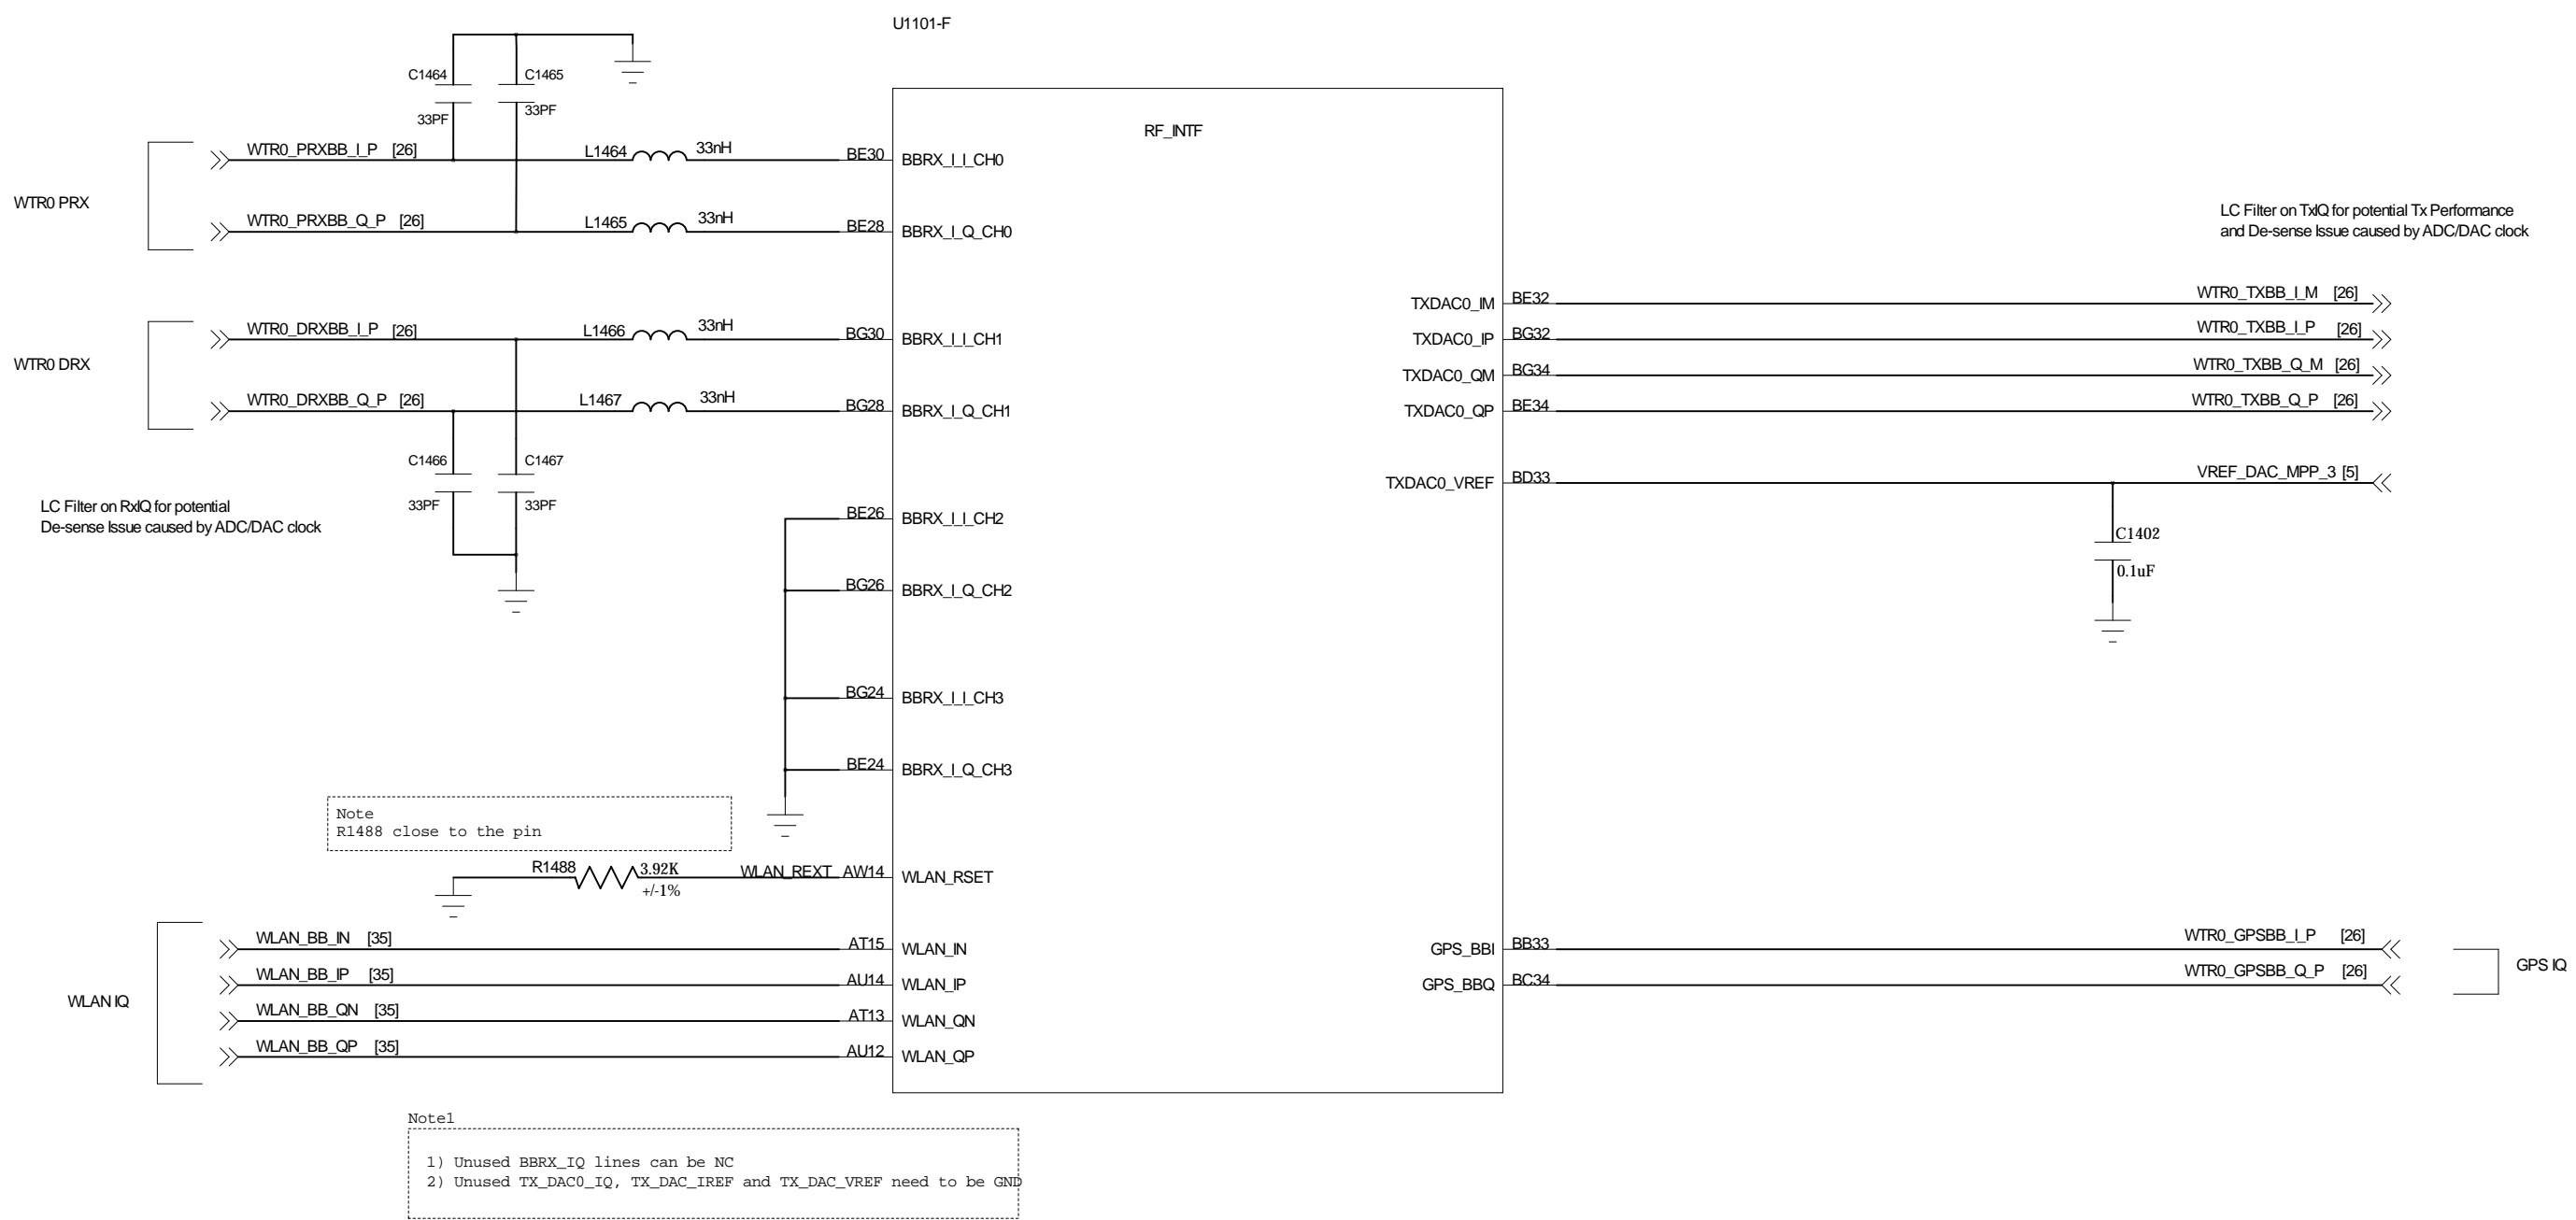 U1101-F
RF_INTF
C1464
33PF
C1465
33PF
WTR0 PRX
WTR0_PRXBB_I_P [26]
L1464
33nH
BE30
BBRX_I_I_CH0
WTR0_PRXBB_Q_P [26]
L1465
33nH
BE28
BBRX_I_Q_CH0
WTR0 DRX
WTR0_DRXBB_I_P [26]
L1466
33nH
BG30
BBRX_I_I_CH1
WTR0_DRXBB_Q_P [26]
L1467
33nH
BG28
BBRX_I_Q_CH1
C1466
33PF
C1467
33PF
LC Filter on RxIQ for potential
De-sense Issue caused by ADC/DAC clock
BE26
BBRX_I_I_CH2
BG26
BBRX_I_Q_CH2
BG24
BBRX_I_I_CH3
BE24
BBRX_I_Q_CH3
Note
R1488 close to the pin
R1488
3.92K
+/-1%
WLAN_REXT
AW14
WLAN_RSET
WLAN IQ
WLAN_BB_IN [35]
AT15
WLAN_IN
WLAN_BB_IP [35]
AU14
WLAN_IP
WLAN_BB_QN [35]
AT13
WLAN_QN
WLAN_BB_QP [35]
AU12
WLAN_QP
LC Filter on TxIQ for potential Tx Performance
and De-sense Issue caused by ADC/DAC clock
TXDAC0_IM
BE32
WTR0_TXBB_I_M [26]
TXDAC0_IP
BG32
WTR0_TXBB_I_P [26]
TXDAC0_QM
BG34
WTR0_TXBB_Q_M [26]
TXDAC0_QP
BE34
WTR0_TXBB_Q_P [26]
TXDAC0_VREF
BD33
VREF_DAC_MPP_3 [5]
C1402
0.1uF
GPS_BBI
BB33
WTR0_GPSBB_I_P [26]
GPS_BBQ
BC34
WTR0_GPSBB_Q_P [26]
GPS IQ
Note1
1) Unused BBRX_IQ lines can be NC
2) Unused TX_DAC0_IQ, TX_DAC_IREF and TX_DAC_VREF need to be GND